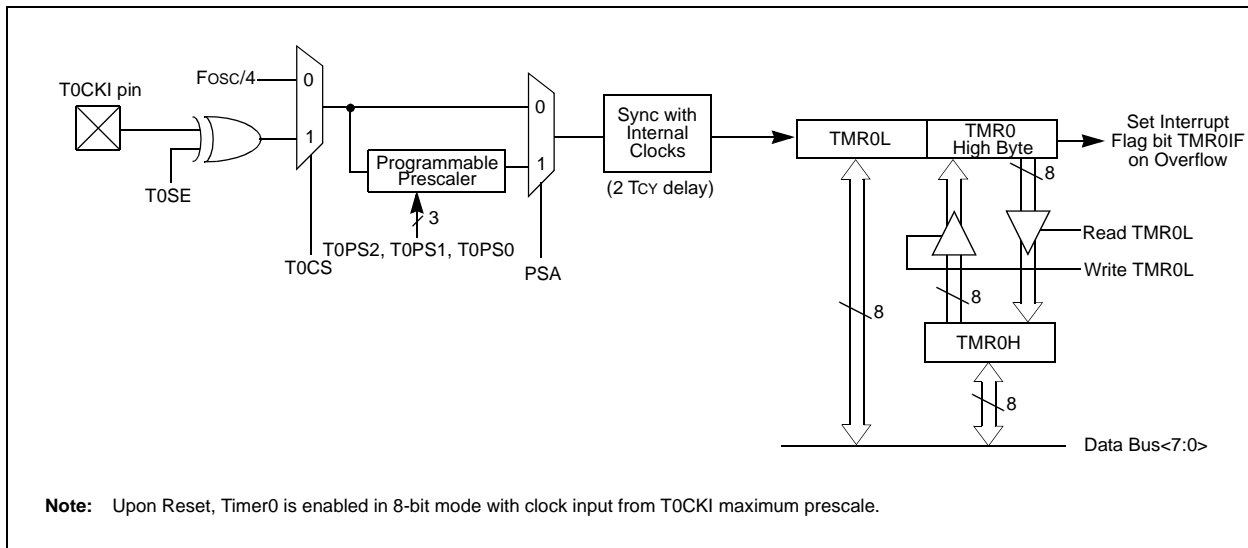 T0CKI pin
FOSC/4
0
1
T0SE
T0CS
Programmable
Prescaler
3
T0PS2, T0PS1, T0PS0
0
1
PSA
Sync with
Internal
Clocks
(2 TCY delay)
TMR0L
TMR0
High Byte
Set Interrupt
Flag bit TMR0IF
on Overflow
8
Read TMR0L
Write TMR0L
8
8
TMR0H
8
Data Bus<7:0>
Note: Upon Reset, Timer0 is enabled in 8-bit mode with clock input from T0CKI maximum prescale.